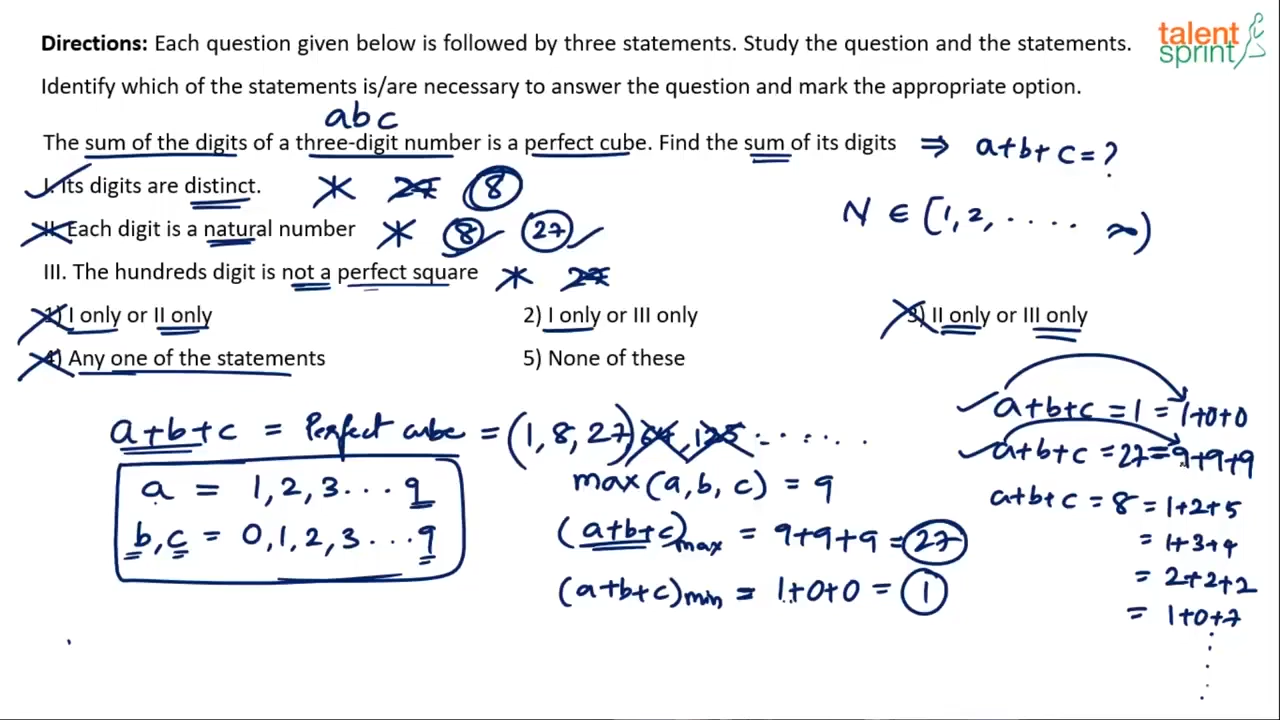 talent
sprint
Directions: Each question given below is followed by three statements. Study the question and the statements.
Identify which of the statements is/are necessary to answer the question and mark the appropriate option.
abc
The sum of the digits of a three-digit number is a perfect cube. Find the sum of its digits ⇒ a+b+c=?
I. Its digits are distinct. 1 27 8
N ∈ [1, 2, ..... ∞)
II. Each digit is a natural number 1 8 27
III. The hundreds digit is not a perfect square 1 27
1) I only or II only 2) I only or III only 3) II only or III only
4) Any one of the statements 5) None of these
a+b+c = 1 = 1+0+0
a+b+c = Perfect cube = (1, 8, 27) 64, 125 .......
a+b+c = 27 = 9+9+9
a = 1, 2, 3 ... 9
max (a, b, c) = 9
a+b+c = 8 = 1+2+5
b, c = 0, 1, 2, 3 ... 9
(a+b+c)max = 9+9+9 = 27
= 1+3+4
= 2+2+2
(a+b+c)min = 1+0+0 = 1
= 1+0+7